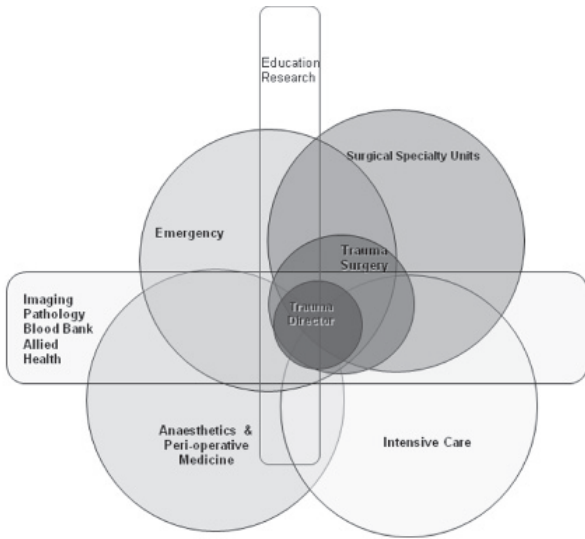 Education
Research
Surgical Specialty Units
Emergency
Trauma
Surgery
Imaging
Pathology
Blood Bank
Allied
Health
Trauma
Director
Anaesthetics &
Peri-operative
Medicine
Intensive Care